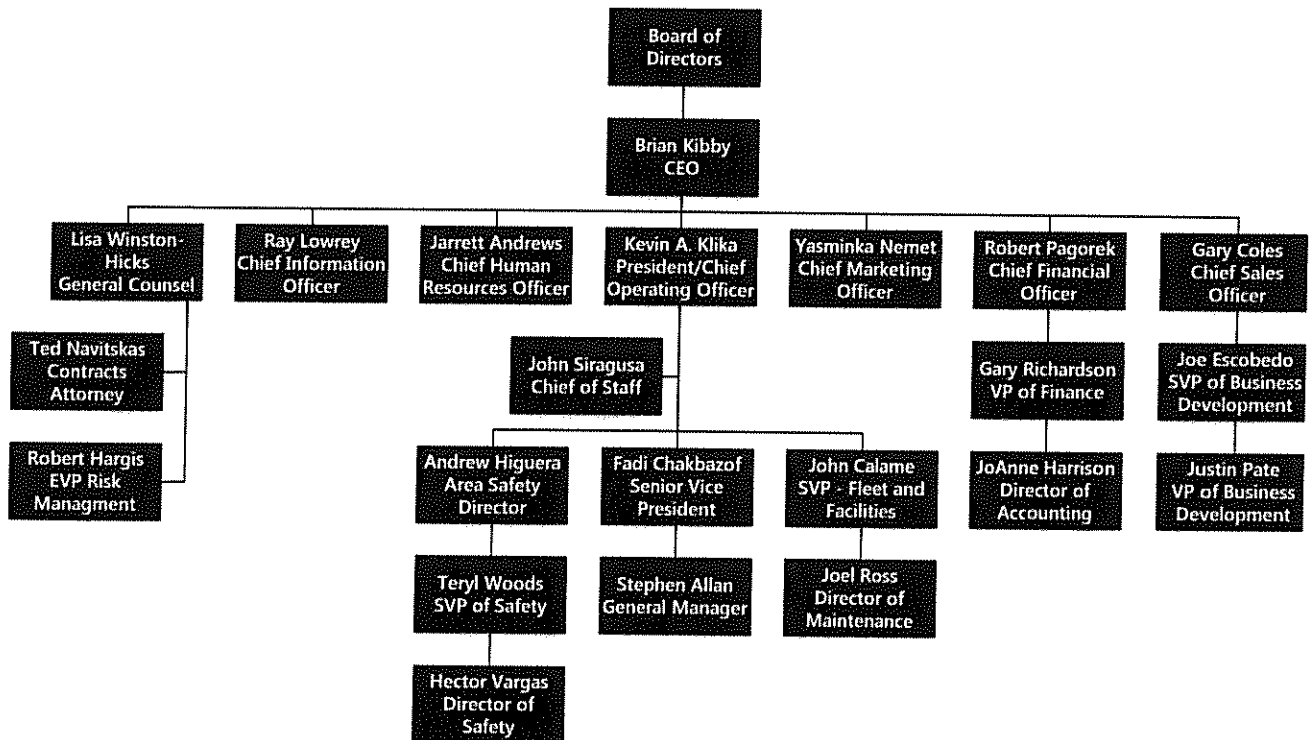 Board of
Directors
Brian Kibby
CEO
Lisa Winston-
Hicks
General Counsel
Ray Lowrey
Chief Information
Officer
Jarrett Andrews
Chief Human
Resources Officer
Kevin A. Klika
President/Chief
Operating Officer
Yasminka Nemet
Chief Marketing
Officer
Robert Pagorek
Chief Financial
Officer
Gary Coles
Chief Sales
Officer
Ted Navitskas
Contracts
Attorney
John Siragusa
Chief of Staff
Gary Richardson
VP of Finance
Joe Escobedo
SVP of Business
Development
Robert Hargis
EVP Risk
Managment
Andrew Higuera
Area Safety
Director
Fadi Chakbazof
Senior Vice
President
John Calame
SVP - Fleet and
Facilities
JoAnne Harrison
Director of
Accounting
Justin Pate
VP of Business
Development
Teryl Woods
SVP of Safety
Stephen Allan
General Manager
Joel Ross
Director of
Maintenance
Hector Vargas
Director of
Safety